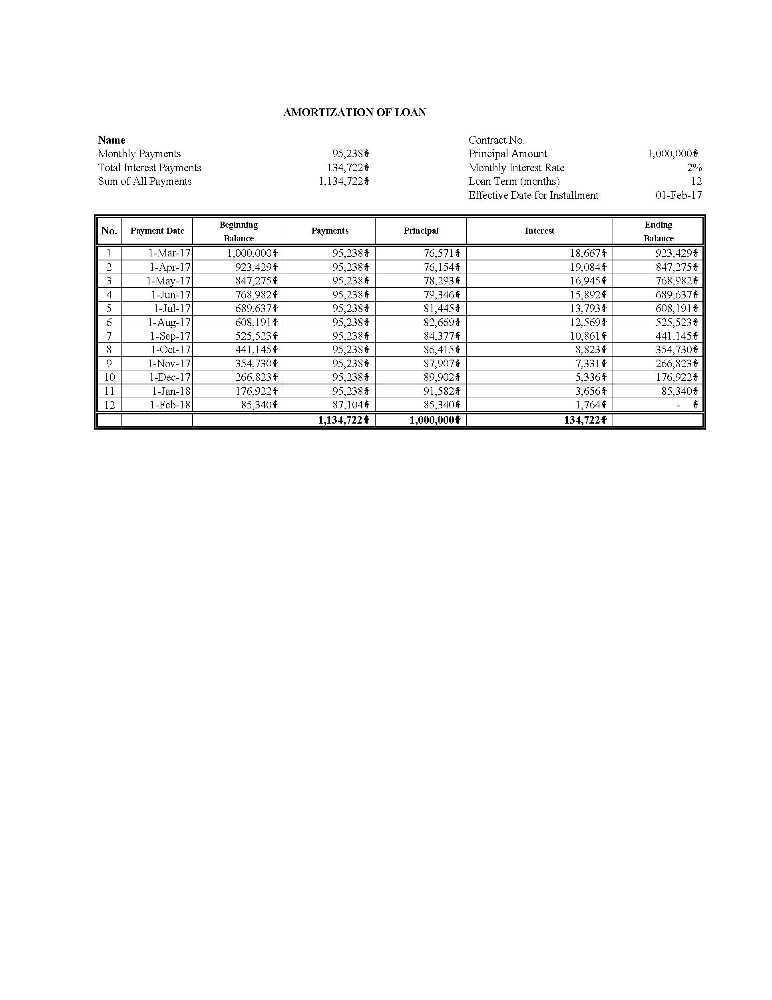 AMORTIZATION OF LOAN
Name Contract No.
Monthly Payments 95,238៛ Principal Amount 1,000,000៛
Total Interest Payments 134,722៛ Monthly Interest Rate 2%
Sum of All Payments 1,134,722៛ Loan Term (months) 12
Effective Date for Installment 01-Feb-17
No. Payment Date Beginning Balance Payments Principal Interest Ending Balance
1 1-Mar-17 1,000,000៛ 95,238៛ 76,571៛ 18,667៛ 923,429៛
2 1-Apr-17 923,429៛ 95,238៛ 76,154៛ 19,084៛ 847,275៛
3 1-May-17 847,275៛ 95,238៛ 78,293៛ 16,945៛ 768,982៛
4 1-Jun-17 768,982៛ 95,238៛ 79,346៛ 15,892៛ 689,637៛
5 1-Jul-17 689,637៛ 95,238៛ 81,445៛ 13,793៛ 608,191៛
6 1-Aug-17 608,191៛ 95,238៛ 82,669៛ 12,569៛ 525,523៛
7 1-Sep-17 525,523៛ 95,238៛ 84,377៛ 10,861៛ 441,145៛
8 1-Oct-17 441,145៛ 95,238៛ 86,415៛ 8,823៛ 354,730៛
9 1-Nov-17 354,730៛ 95,238៛ 87,907៛ 7,331៛ 266,823៛
10 1-Dec-17 266,823៛ 95,238៛ 89,902៛ 5,336៛ 176,922៛
11 1-Jan-18 176,922៛ 95,238៛ 91,582៛ 3,656៛ 85,340៛
12 1-Feb-18 85,340៛ 87,104៛ 85,340៛ 1,764៛ - ៛
1,134,722៛ 1,000,000៛ 134,722៛